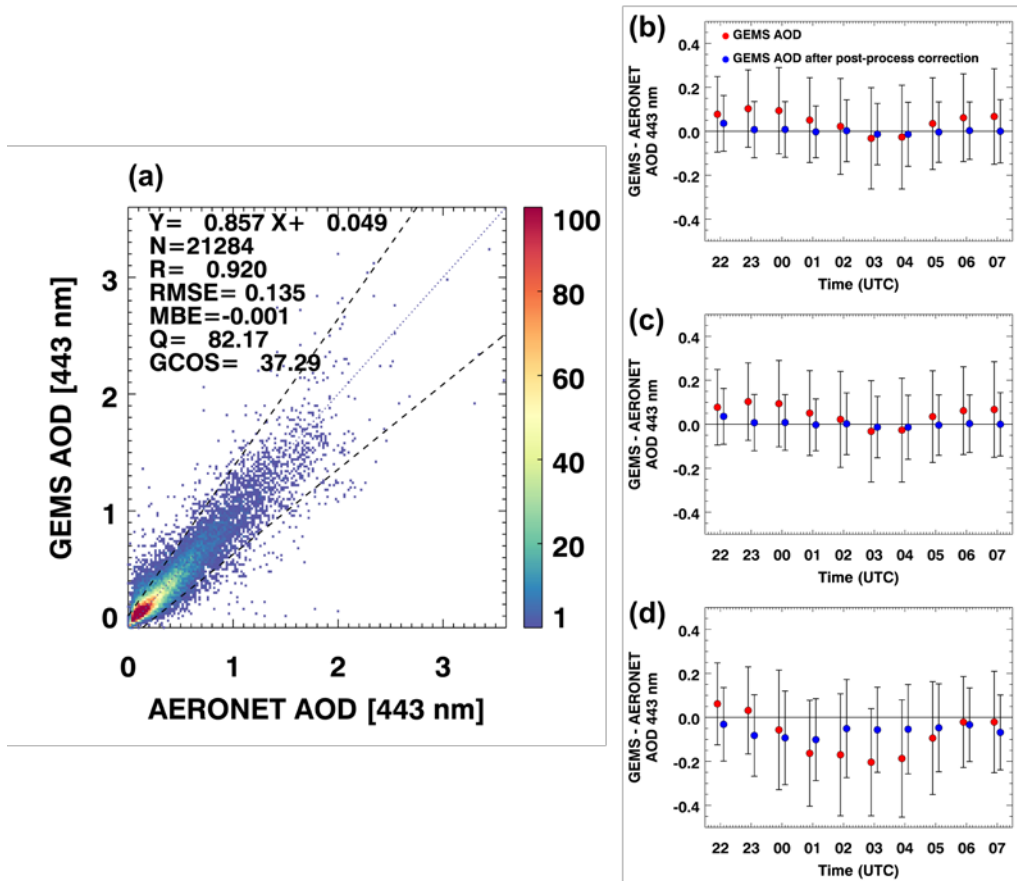 (a)
Y= 0.857 X+ 0.049
N=21284
R= 0.920
RMSE= 0.135
MBE=-0.001
Q= 82.17
GCOS= 37.29
GEMS AOD [443 nm]
3
2
1
0
0 1 2 3
AERONET AOD [443 nm]
100
80
60
40
20
1
(b)
GEMS AOD
GEMS AOD after post-process correction
GEMS - AERONET
AOD 443 nm
0.4
0.2
0.0
-0.2
-0.4
22 23 00 01 02 03 04 05 06 07
Time (UTC)
(c)
GEMS - AERONET
AOD 443 nm
0.4
0.2
0.0
-0.2
-0.4
22 23 00 01 02 03 04 05 06 07
Time (UTC)
(d)
GEMS - AERONET
AOD 443 nm
0.4
0.2
0.0
-0.2
-0.4
22 23 00 01 02 03 04 05 06 07
Time (UTC)